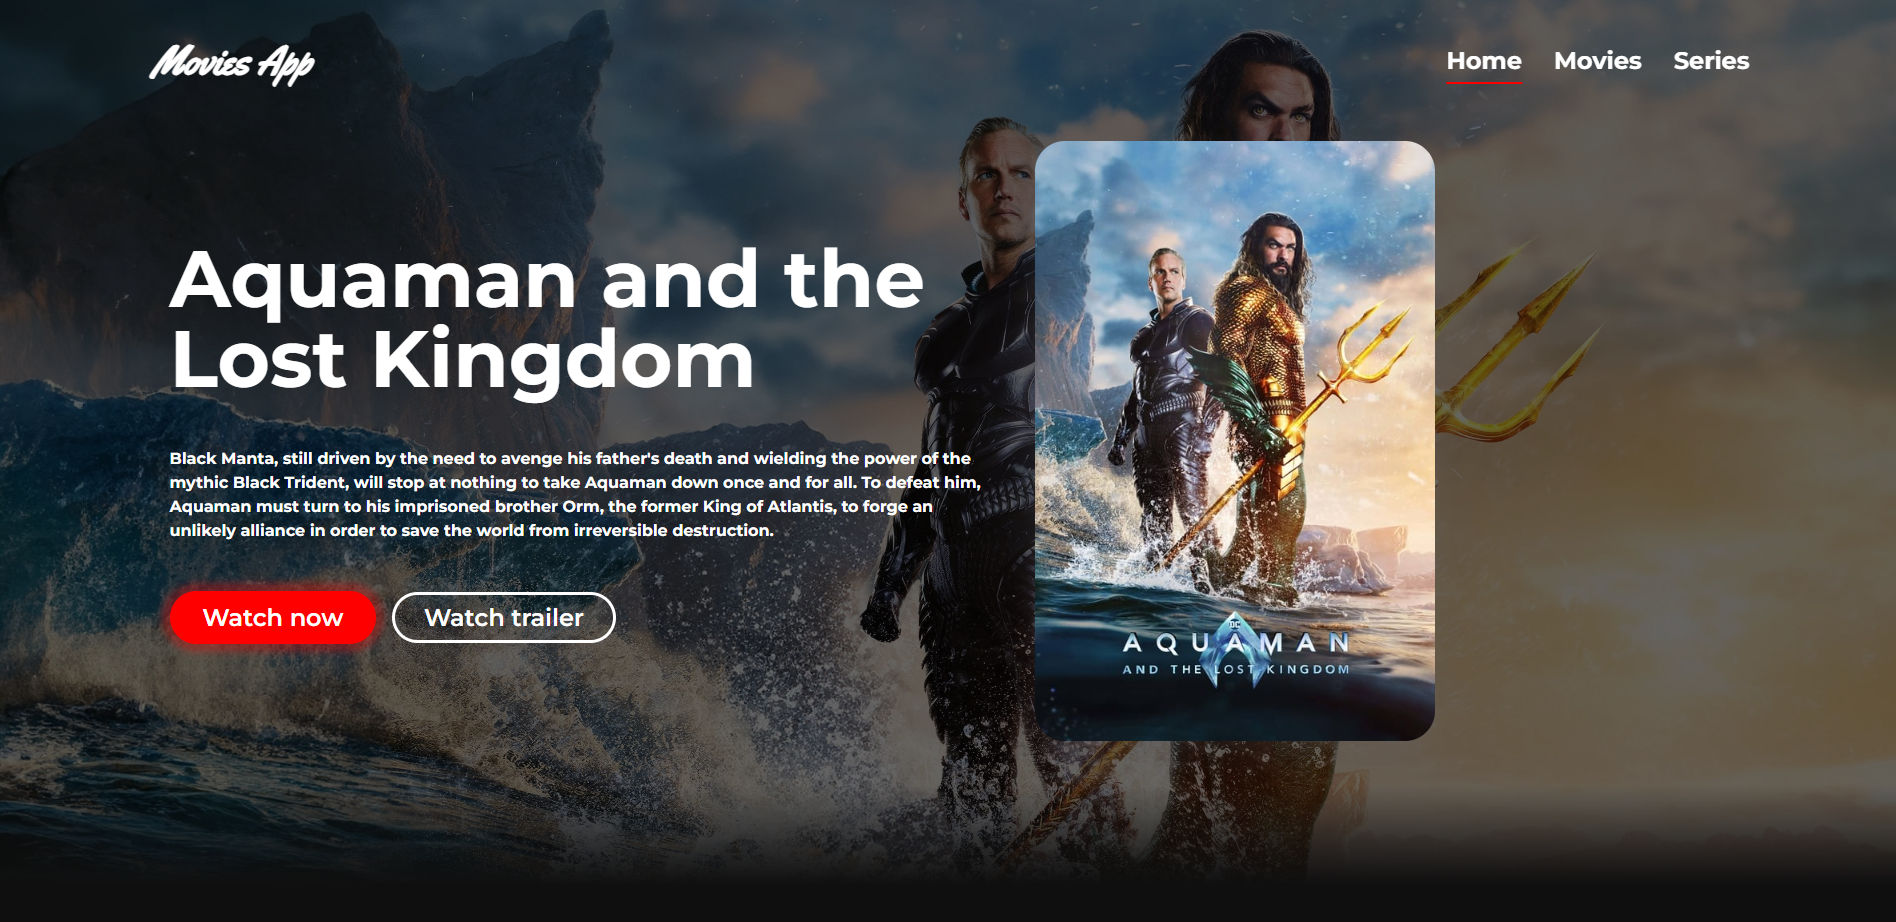 Movies App
Home Movies Series
Aquaman and the
Lost Kingdom
Black Manta, still driven by the need to avenge his father's death and wielding the power of the
mythic Black Trident, will stop at nothing to take Aquaman down once and for all. To defeat him,
Aquaman must turn to his imprisoned brother Orm, the former King of Atlantis, to forge an
unlikely alliance in order to save the world from irreversible destruction.
Watch now Watch trailer
DC
AQUAMAN
AND THE LOST KINGDOM